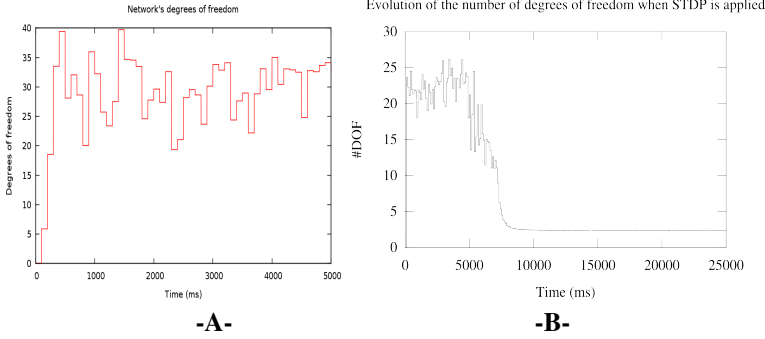 Network's degrees of freedom
Degrees of freedom
40
35
30
25
20
15
10
5
0
0 1000 2000 3000 4000 5000
Time (ms)
-A-
Evolution of the number of degrees of freedom when STDP is applied
#DOF
30
25
20
15
10
5
0
0 5000 10000 15000 20000 25000
Time (ms)
-B-